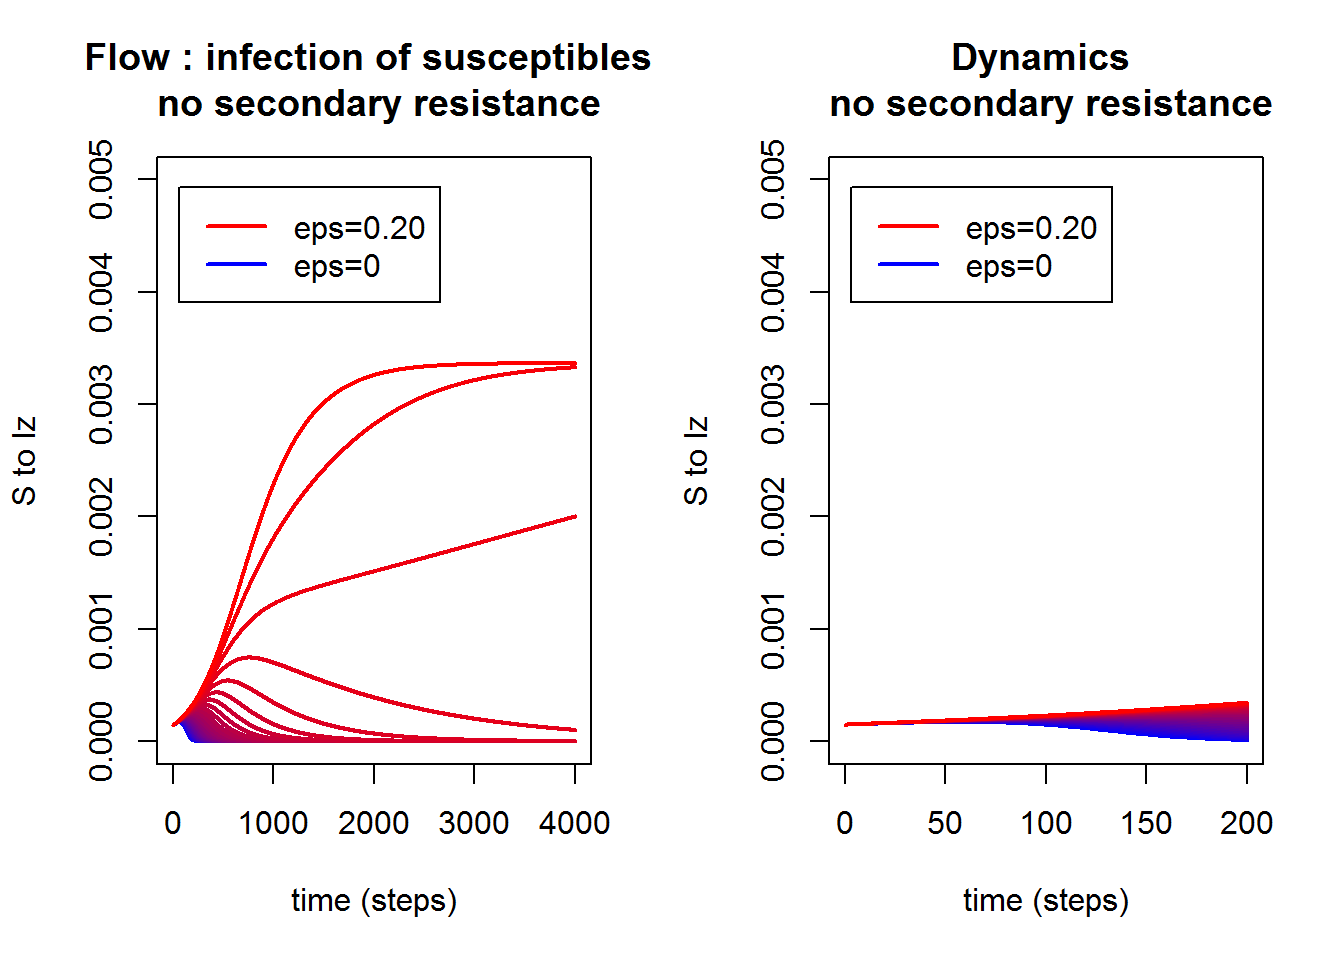 Flow : infection of susceptibles
no secondary resistance
S to Iz
0.005
0.004
0.003
0.002
0.001
0.000
eps=0.20
eps=0
0 1000 2000 3000 4000
time (steps)
Dynamics
no secondary resistance
S to Iz
0.005
0.004
0.003
0.002
0.001
0.000
eps=0.20
eps=0
0 50 100 150 200
time (steps)